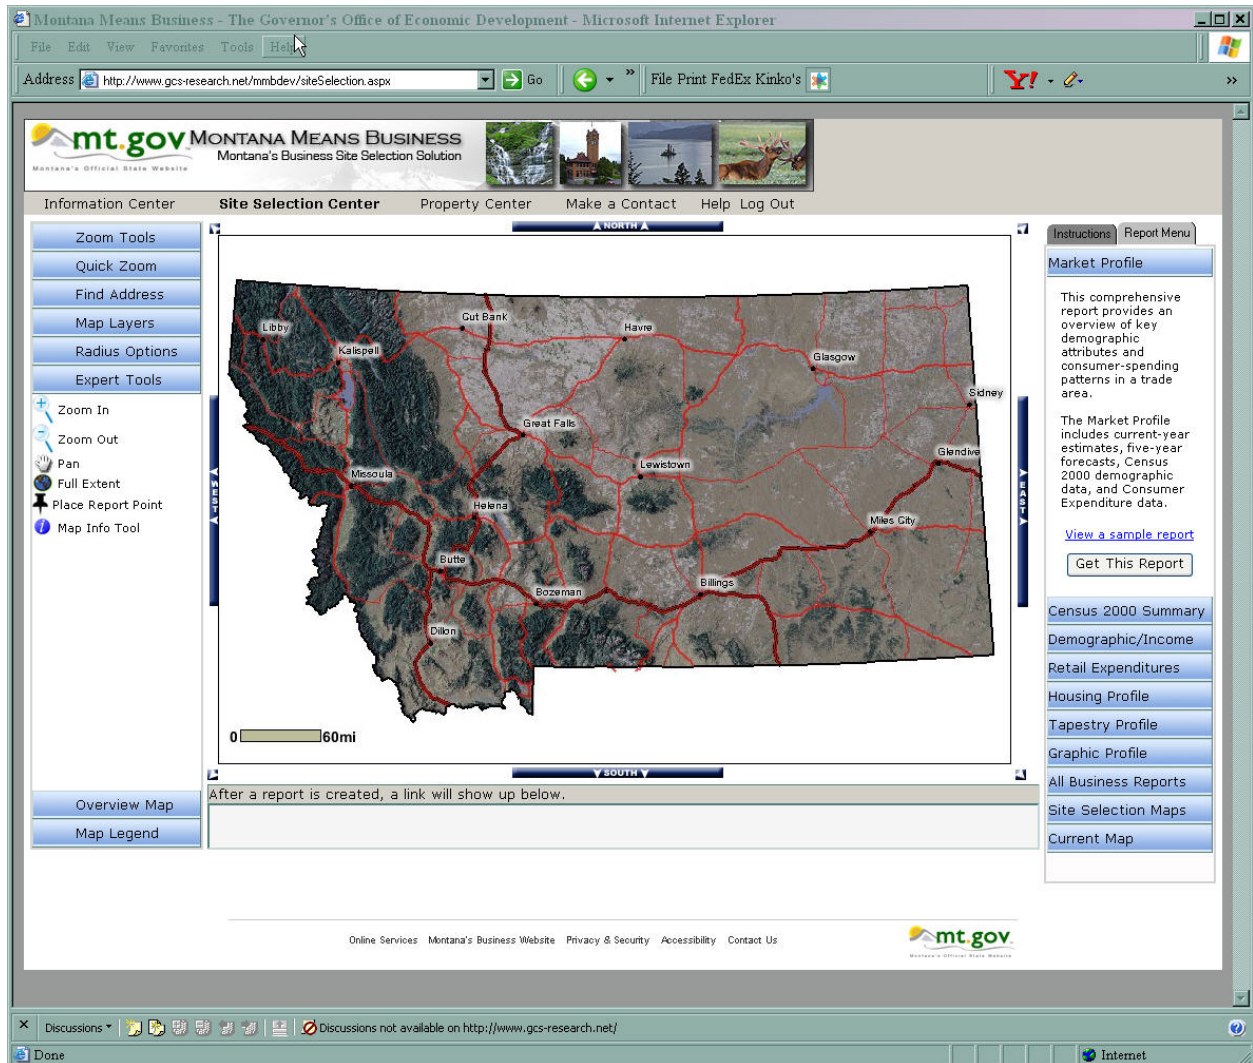 Montana Means Business - The Governor's Office of Economic Development - Microsoft Internet Explorer
File Edit View Favorites Tools Help
Address http://www.gcs-research.net/mmbdev/siteSelection.aspx Go » File Print FedEx Kinko's Y! »
mt.gov MONTANA MEANS BUSINESS
Montana's Business Site Selection Solution
Montana's Official State Website
Information Center Site Selection Center Property Center Make a Contact Help Log Out
Zoom Tools
Quick Zoom
Find Address
Map Layers
Radius Options
Expert Tools
Zoom In
Zoom Out
Pan
Full Extent
Place Report Point
Map Info Tool
Overview Map
Map Legend
NORTH
WEST
EAST
Libby
Cut Bank
Havre
Kalispell
Glasgow
Sidney
Great Falls
Glendive
Missoula
Lewistown
Helena
Miles City
Butte
Billings
Bozeman
Dillon
0 60mi
SOUTH
After a report is created, a link will show up below.
Instructions Report Menu
Market Profile
This comprehensive
report provides an
overview of key
demographic
attributes and
consumer-spending
patterns in a trade
area.
The Market Profile
includes current-year
estimates, five-year
forecasts, Census
2000 demographic
data, and Consumer
Expenditure data.
View a sample report
Get This Report
Census 2000 Summary
Demographic/Income
Retail Expenditures
Housing Profile
Tapestry Profile
Graphic Profile
All Business Reports
Site Selection Maps
Current Map
Online Services Montana's Business Website Privacy & Security Accessibility Contact Us
mt.gov
Montana's Official State Website
Discussions Discussions not available on http://www.gcs-research.net/
Done Internet